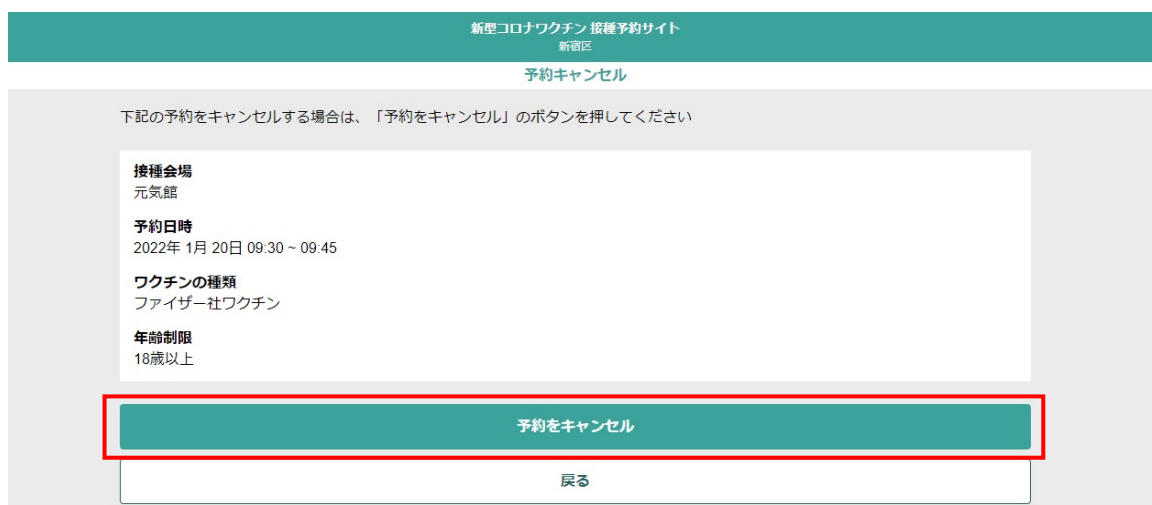 新型コロナワクチン 接種予約サイト
新宿区
予約キャンセル
下記の予約をキャンセルする場合は、「予約をキャンセル」のボタンを押してください
接種会場
元気館
予約日時
2022年 1月 20日 09:30 ~ 09:45
ワクチンの種類
ファイザー社ワクチン
年齢制限
18歳以上
予約をキャンセル
戻る